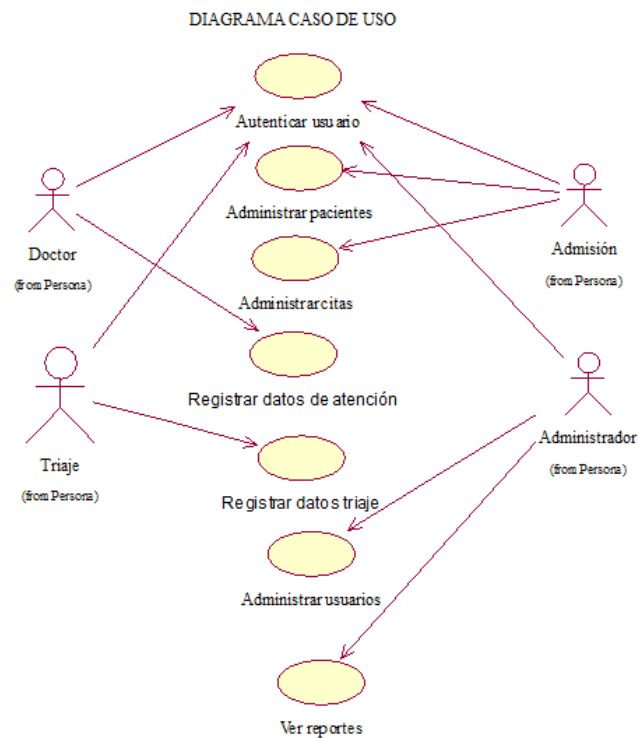 DIAGRAMA CASO DE USO
Autenticar usuario
Administrar pacientes
Doctor
(from Persona)
Admisión
(from Persona)
Administrar citas
Registrar datos de atención
Triaje
(from Persona)
Administrador
(from Persona)
Registrar datos triaje
Administrar usuarios
Ver reportes